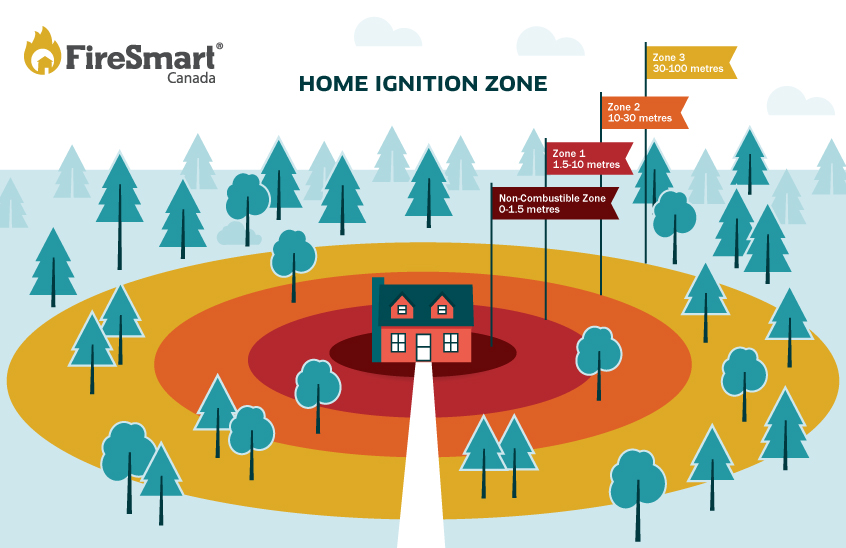 FireSmart®
Canada
HOME IGNITION ZONE
Zone 3
30-100 metres
Zone 2
10-30 metres
Zone 1
1.5-10 metres
Non-Combustible Zone
0-1.5 metres